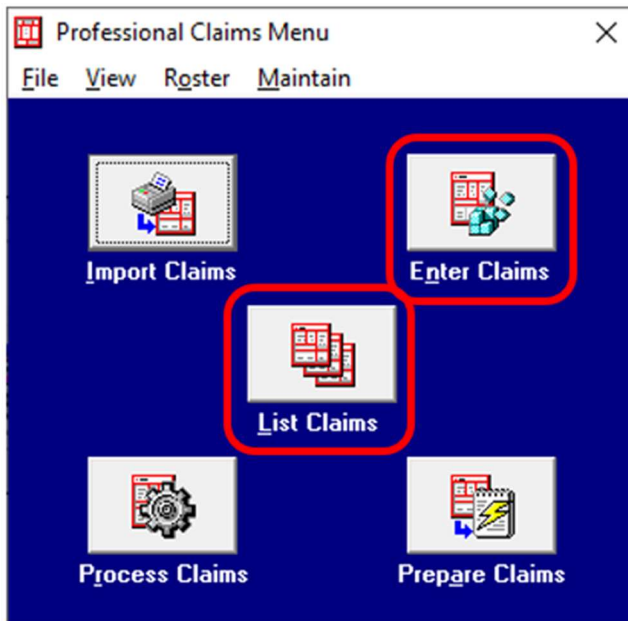 Professional Claims Menu
File View Roster Maintain
Import Claims
Enter Claims
List Claims
Process Claims
Prepare Claims